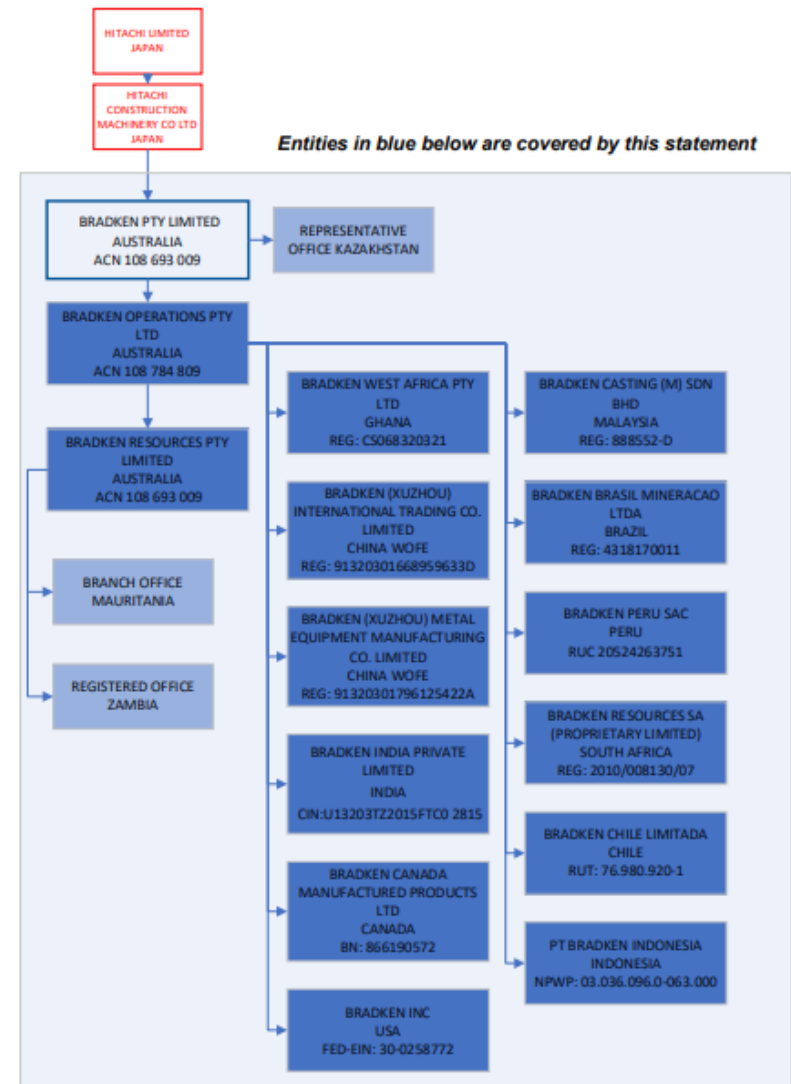 HITACHI LIMITED
JAPAN
HITACHI
CONSTRUCTION
MACHINERY CO LTD
JAPAN
Entities in blue below are covered by this statement
BRADKEN PTY LIMITED
AUSTRALIA
ACN 108 693 009
REPRESENTATIVE
OFFICE KAZAKHSTAN
BRADKEN OPERATIONS PTY
LTD
AUSTRALIA
ACN 108 784 809
BRADKEN RESOURCES PTY
LIMITED
AUSTRALIA
ACN 108 693 009
BRANCH OFFICE
MAURITANIA
REGISTERED OFFICE
ZAMBIA
BRADKEN WEST AFRICA PTY
LTD
GHANA
REG: CS068320321
BRADKEN (XUZHOU)
INTERNATIONAL TRADING CO.
LIMITED
CHINA WOFE
REG: 91320301668959633D
BRADKEN (XUZHOU) METAL
EQUIPMENT MANUFACTURING
CO. LIMITED
CHINA WOFE
REG: 91320301796125422A
BRADKEN INDIA PRIVATE
LIMITED
INDIA
CIN:U13203TZ2015FTC0 2815
BRADKEN CANADA
MANUFACTURED PRODUCTS
LTD
CANADA
BN: 866190572
BRADKEN INC
USA
FED-EIN: 30-0258772
BRADKEN CASTING (M) SDN
BHD
MALAYSIA
REG: 888552-D
BRADKEN BRASIL MINERACAO
LTDA
BRAZIL
REG: 4318170011
BRADKEN PERU SAC
PERU
RUC 20524263751
BRADKEN RESOURCES SA
(PROPRIETARY LIMITED)
SOUTH AFRICA
REG: 2010/008130/07
BRADKEN CHILE LIMITADA
CHILE
RUT: 76.980.920-1
PT BRADKEN INDONESIA
INDONESIA
NPWP: 03.036.096.0-063.000